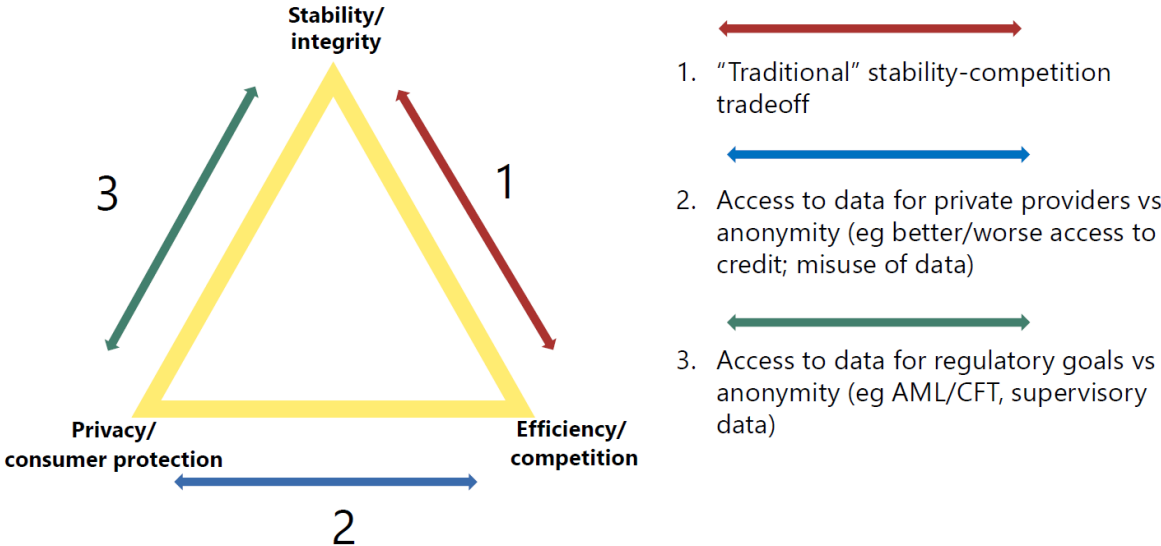 Stability/
integrity
3
1
Privacy/
consumer protection
Efficiency/
competition
2
1. “Traditional” stability-competition
tradeoff
2. Access to data for private providers vs
anonymity (eg better/worse access to
credit; misuse of data)
3. Access to data for regulatory goals vs
anonymity (eg AML/CFT, supervisory
data)